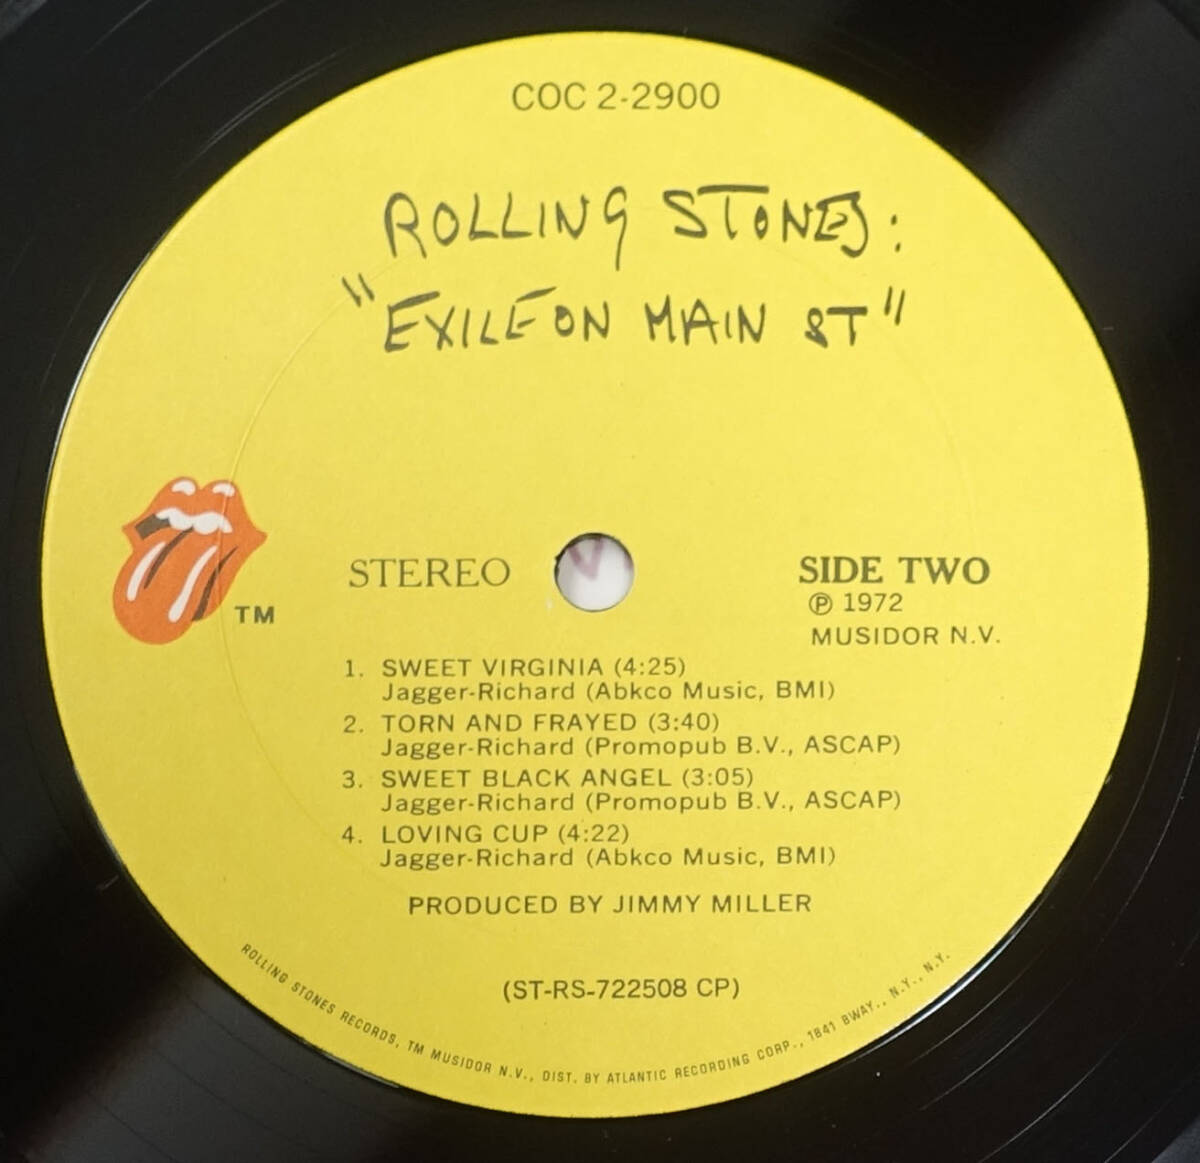 COC 2-2900
ROLLING STONES:
"EXILE ON MAIN ST"
TM
STEREO
SIDE TWO
℗ 1972
MUSIDOR N.V.
1. SWEET VIRGINIA (4:25)
Jagger-Richard (Abkco Music, BMI)
2. TORN AND FRAYED (3:40)
Jagger-Richard (Promopub B.V., ASCAP)
3. SWEET BLACK ANGEL (3:05)
Jagger-Richard (Promopub B.V., ASCAP)
4. LOVING CUP (4:22)
Jagger-Richard (Abkco Music, BMI)
PRODUCED BY JIMMY MILLER
(ST-RS-722508 CP)
ROLLING STONES RECORDS, TM MUSIDOR N.V., DIST. BY ATLANTIC RECORDING CORP., 1841 BWAY., N.Y., N.Y.